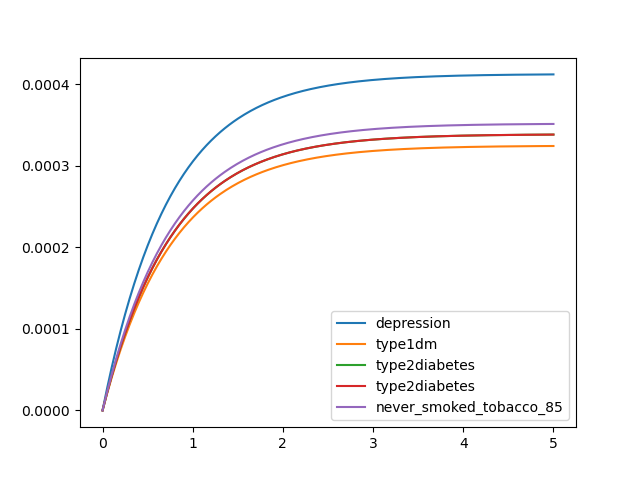 0.0004
0.0003
0.0002
0.0001
0.0000
0 1 2 3 4 5
depression
type1dm
type2diabetes
type2diabetes
never_smoked_tobacco_85